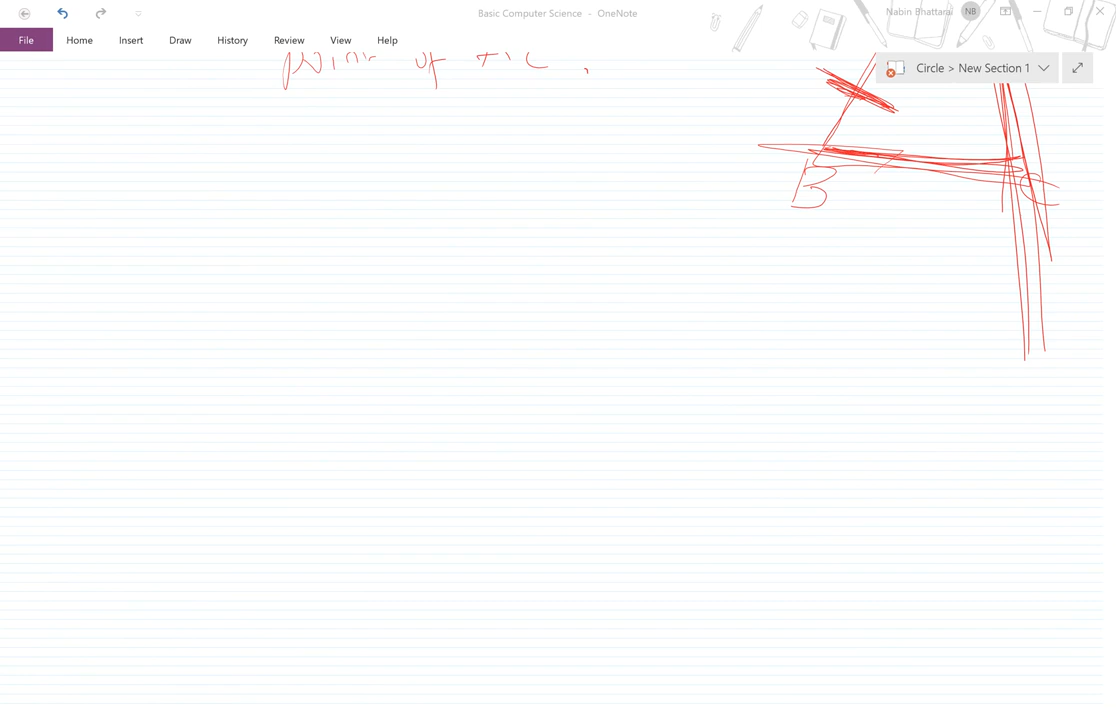 Basic Computer Science - OneNote
Nabin Bhattarai NB
File Home Insert Draw History Review View Help
Circle > New Section 1
of
B
C